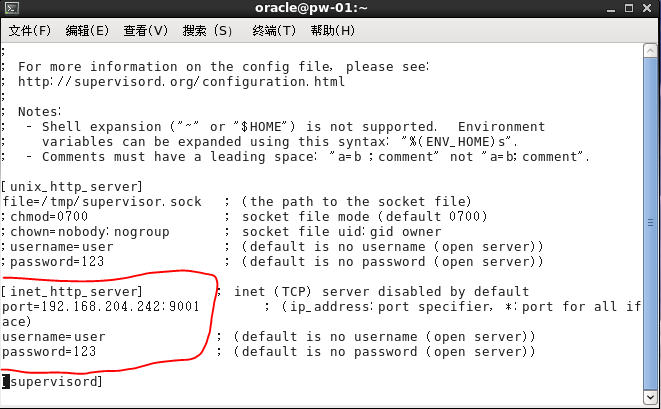 oracle@pw-01:~
文件(F) 编辑(E) 查看(V) 搜索 (S) 终端(T) 帮助(H)
;
; For more information on the config file, please see:
; http://supervisord.org/configuration.html
;
; Notes:
;  - Shell expansion ("~" or "$HOME") is not supported.  Environment
;    variables can be expanded using this syntax: "%(ENV_HOME)s".
;  - Comments must have a leading space: "a=b ;comment" not "a=b;comment".
[unix_http_server]
file=/tmp/supervisor.sock   ; (the path to the socket file)
;chmod=0700                 ; socket file mode (default 0700)
;chown=nobody:nogroup       ; socket file uid:gid owner
;username=user              ; (default is no username (open server))
;password=123               ; (default is no password (open server))
[inet_http_server]         ; inet (TCP) server disabled by default
port=192.168.204.242:9001        ; (ip_address:port specifier, *:port for all if
ace)
username=user              ; (default is no username (open server))
password=123               ; (default is no password (open server))
[supervisord]